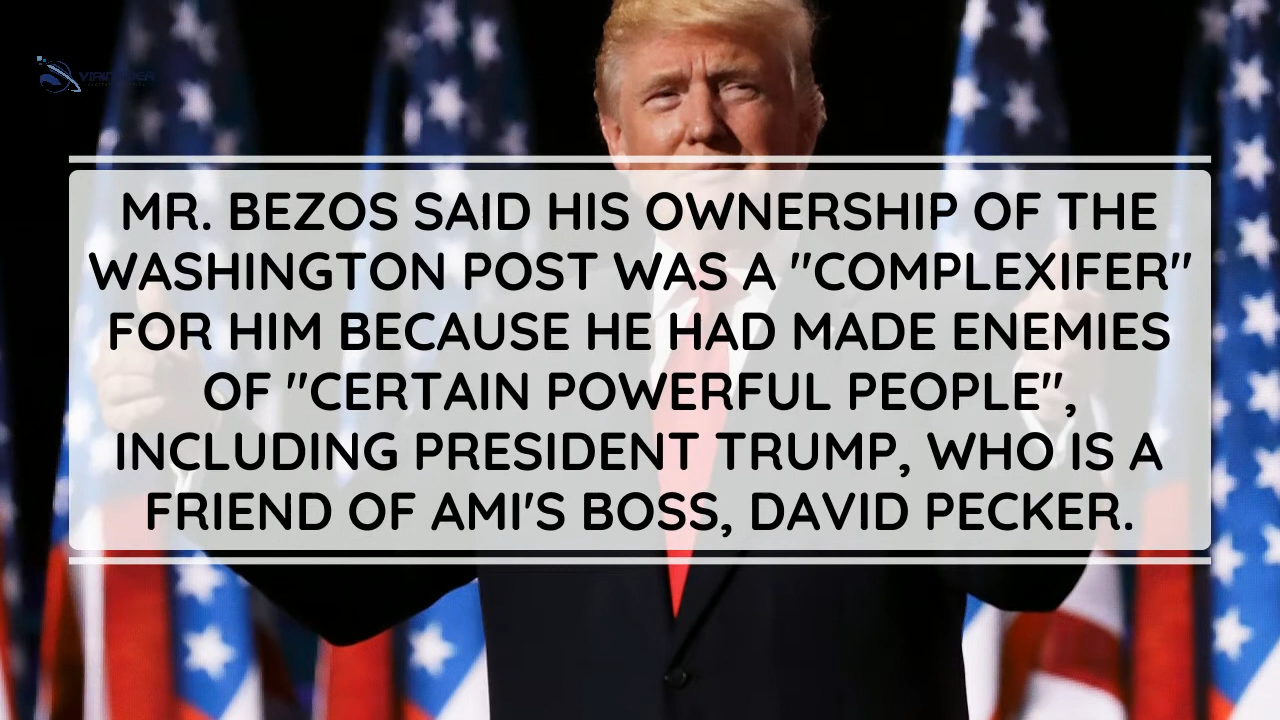 MR. BEZOS SAID HIS OWNERSHIP OF THE
WASHINGTON POST WAS A "COMPLEXIFER"
FOR HIM BECAUSE HE HAD MADE ENEMIES
OF "CERTAIN POWERFUL PEOPLE",
INCLUDING PRESIDENT TRUMP, WHO IS A
FRIEND OF AMI'S BOSS, DAVID PECKER.